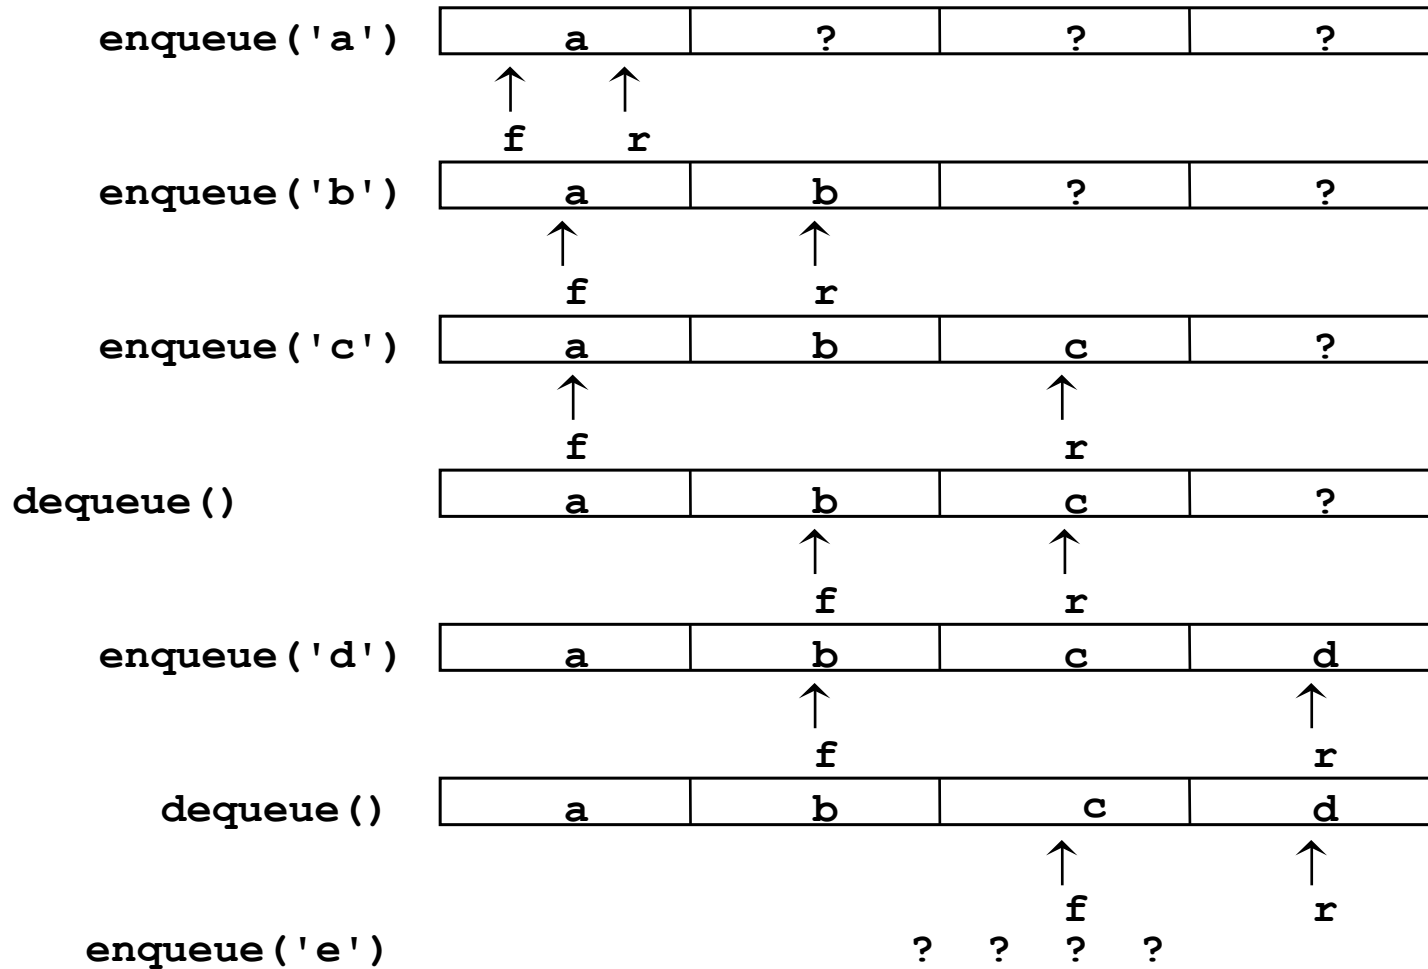 enqueue('a') a ? ? ?
f r
enqueue('b') a b ? ?
f r
enqueue('c') a b c ?
f r
dequeue() a b c ?
f r
enqueue('d') a b c d
f r
dequeue() a b c d
f r
enqueue('e') ? ? ? ?